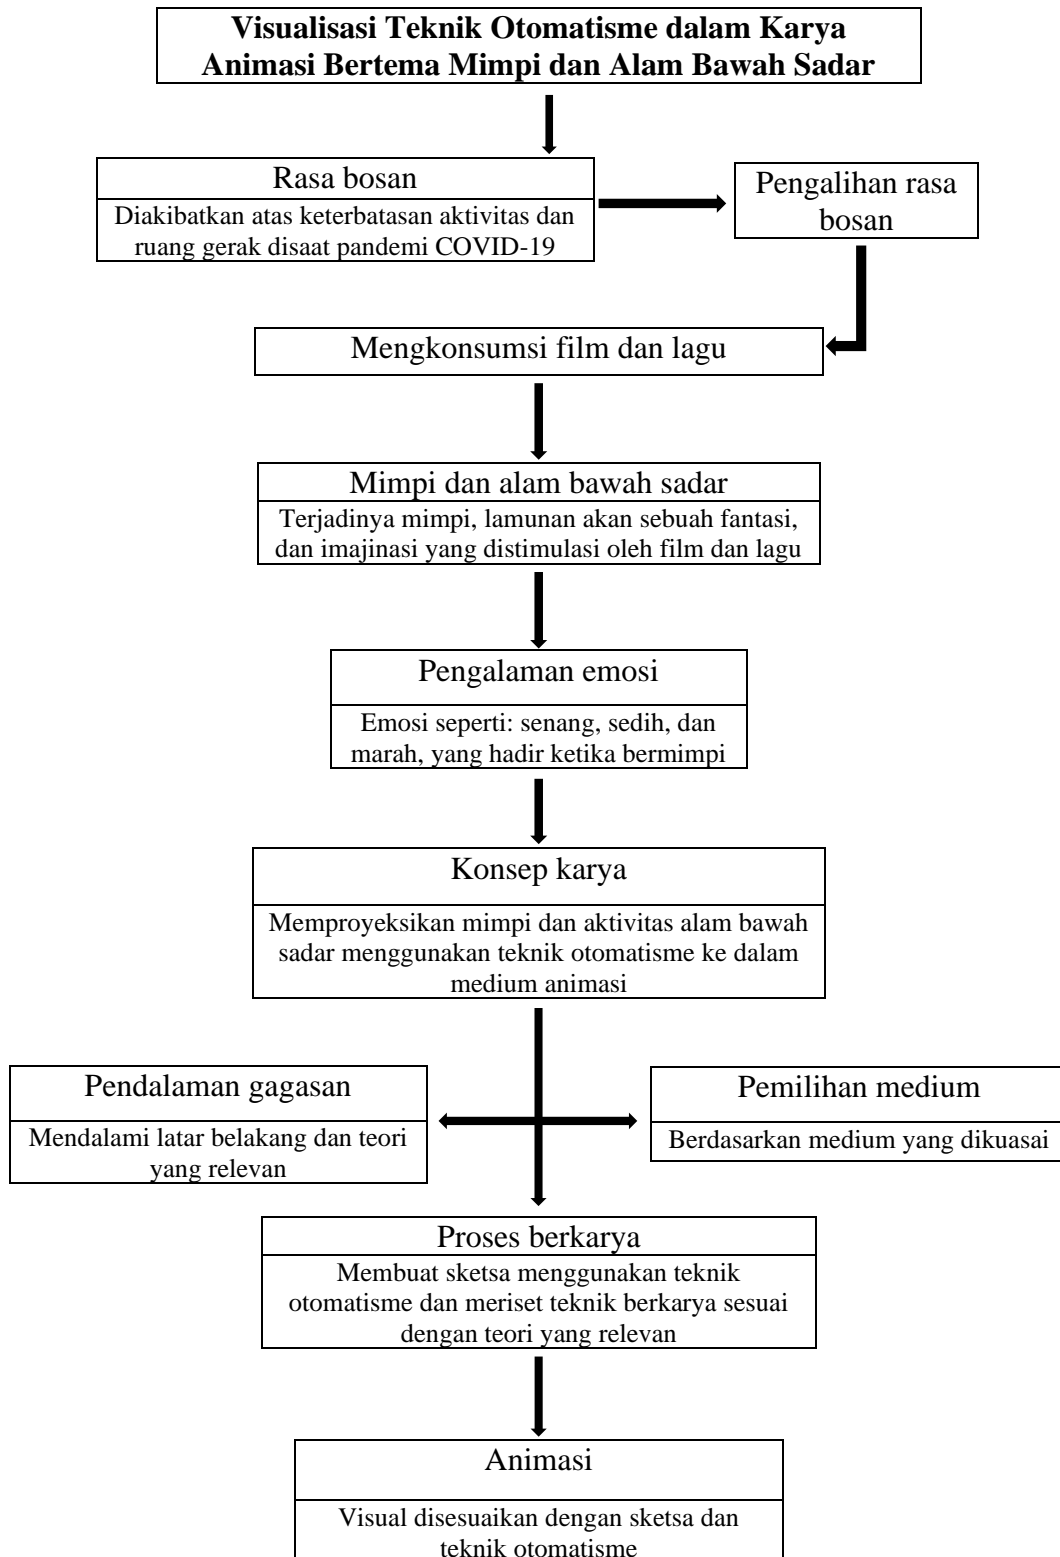 Visualisasi Teknik Otomatisme dalam Karya
Animasi Bertema Mimpi dan Alam Bawah Sadar
Rasa bosan
Diakibatkan atas keterbatasan aktivitas dan
ruang gerak disaat pandemi COVID-19
Pengalihan rasa
bosan
Mengkonsumsi film dan lagu
Mimpi dan alam bawah sadar
Terjadinya mimpi, lamunan akan sebuah fantasi,
dan imajinasi yang distimulasi oleh film dan lagu
Pengalaman emosi
Emosi seperti: senang, sedih, dan
marah, yang hadir ketika bermimpi
Konsep karya
Memproyeksikan mimpi dan aktivitas alam bawah
sadar menggunakan teknik otomatisme ke dalam
medium animasi
Pendalaman gagasan
Mendalami latar belakang dan teori
yang relevan
Pemilihan medium
Berdasarkan medium yang dikuasai
Proses berkarya
Membuat sketsa menggunakan teknik
otomatisme dan meriset teknik berkarya sesuai
dengan teori yang relevan
Animasi
Visual disesuaikan dengan sketsa dan
teknik otomatisme